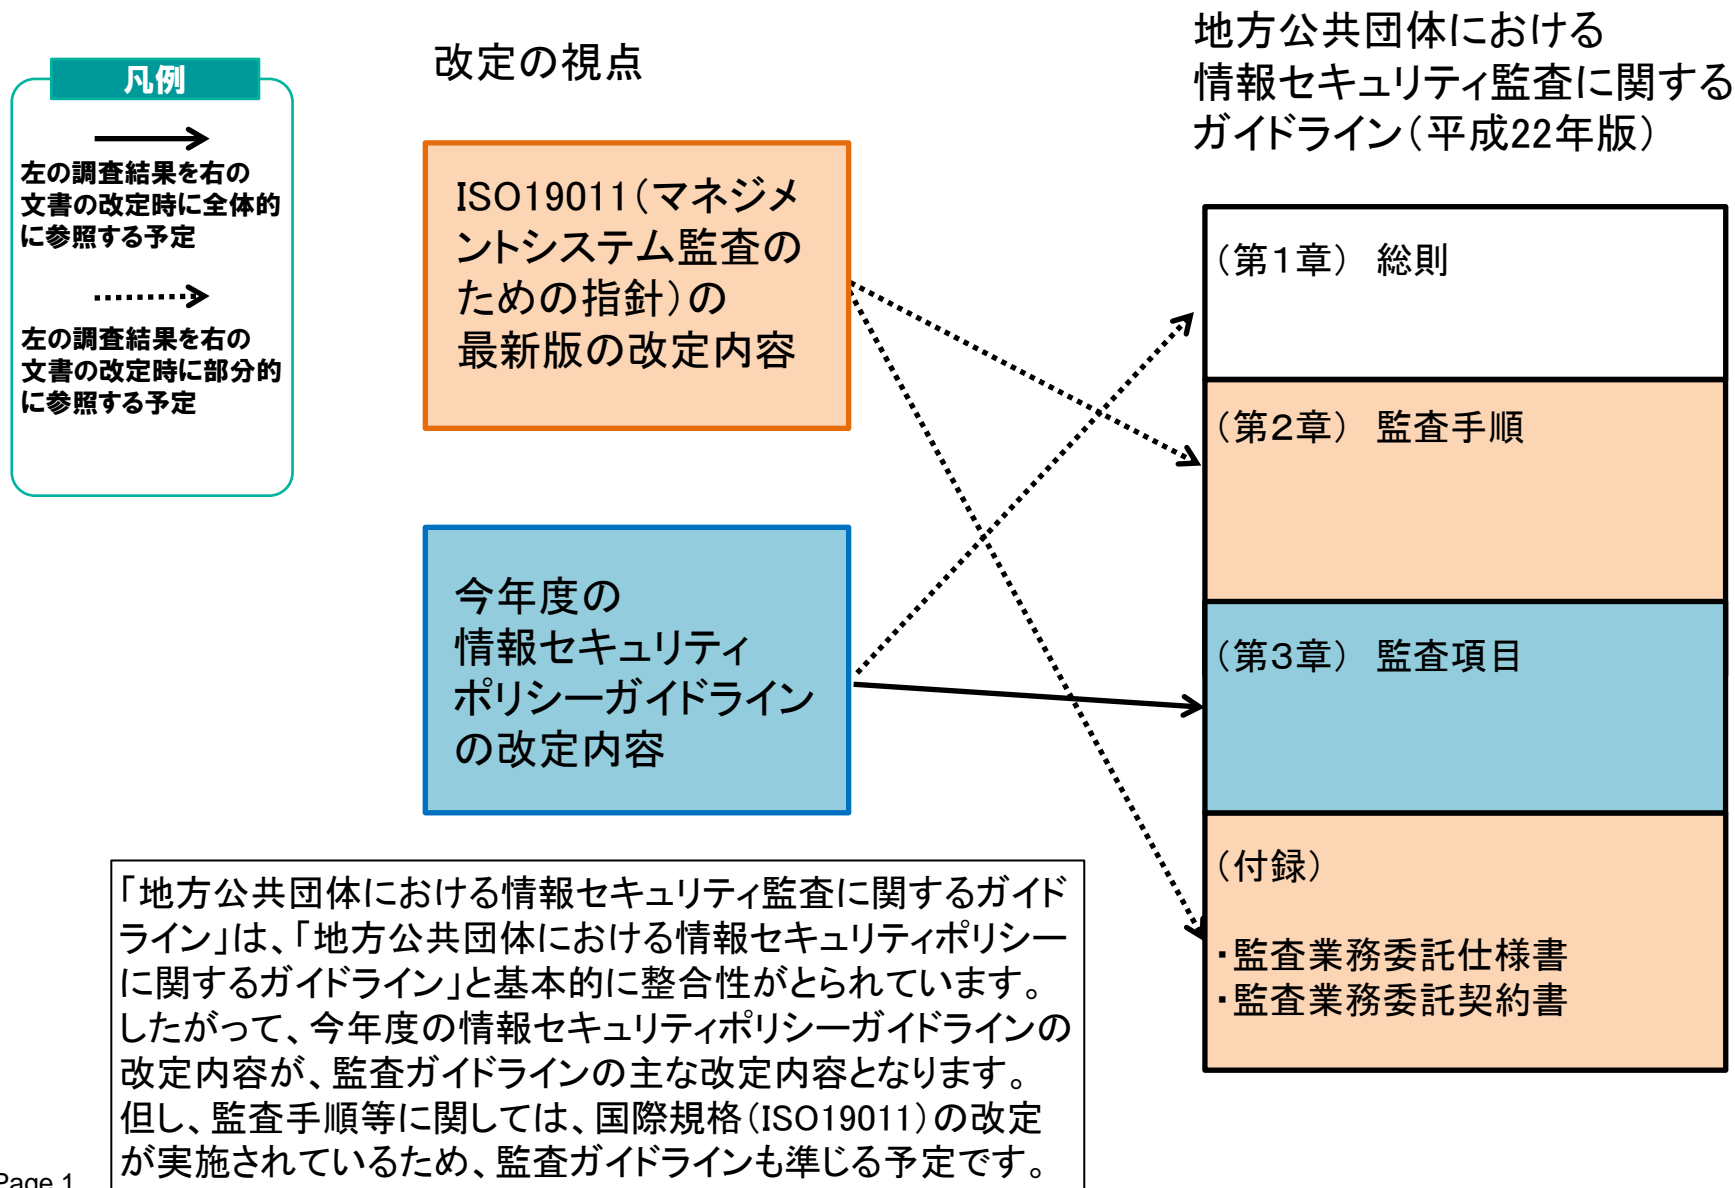 凡例
左の調査結果を右の
文書の改定時に全体的
に参照する予定
左の調査結果を右の
文書の改定時に部分的
に参照する予定
改定の視点
ISO19011（マネジメ
ントシステム監査の
ための指針）の
最新版の改定内容
今年度の
情報セキュリティ
ポリシーガイドライン
の改定内容
地方公共団体における
情報セキュリティ監査に関する
ガイドライン（平成22年版）
（第１章） 総則
（第２章） 監査手順
（第３章） 監査項目
（付録）
・監査業務委託仕様書
・監査業務委託契約書
「地方公共団体における情報セキュリティ監査に関するガイド
ライン」は、「地方公共団体における情報セキュリティポリシー
に関するガイドライン」と基本的に整合性がとられています。
したがって、今年度の情報セキュリティポリシーガイドラインの
改定内容が、監査ガイドラインの主な改定内容となります。
但し、監査手順等に関しては、国際規格（ISO19011）の改定
が実施されているため、監査ガイドラインも準じる予定です。
Page 1